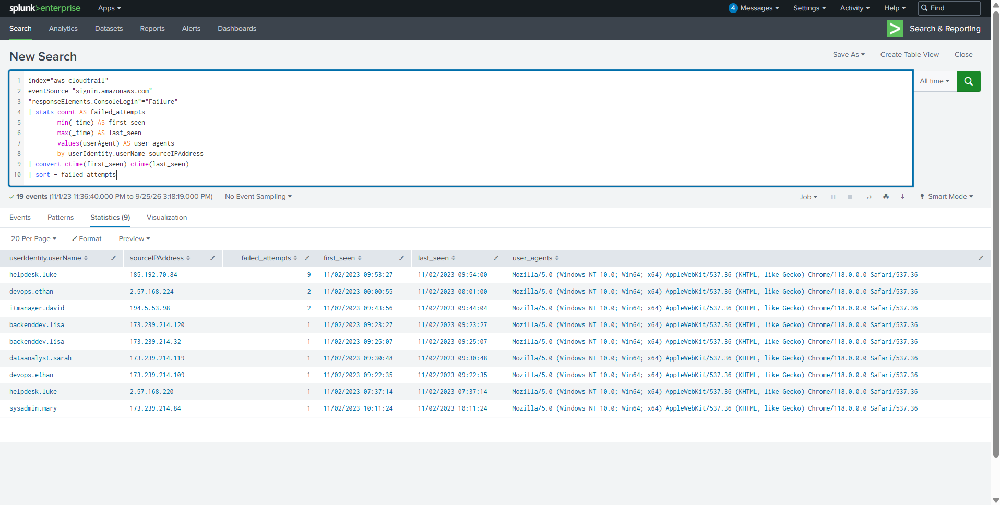 splunk>enterprise Apps 4 Messages Settings Activity Help Find
Search Analytics Datasets Reports Alerts Dashboards > Search & Reporting
New Search Save As Create Table View Close
1 index="aws_cloudtrail" All time
2 eventSource="signin.amazonaws.com"
3 "responseElements.ConsoleLogin"="Failure"
4 | stats count AS failed_attempts
5 min(_time) AS first_seen
6 max(_time) AS last_seen
7 values(userAgent) AS user_agents
8 by userIdentity.userName sourceIPAddress
9 | convert ctime(first_seen) ctime(last_seen)
10 | sort - failed_attempts
✓ 19 events (11/1/23 11:36:40.000 PM to 9/25/26 3:18:19.000 PM) No Event Sampling Job Smart Mode
Events Patterns Statistics (9) Visualization
20 Per Page Format Preview
userIdentity.userName sourceIPAddress failed_attempts first_seen last_seen user_agents
helpdesk.luke 185.192.70.84 9 11/02/2023 09:53:27 11/02/2023 09:54:00 Mozilla/5.0 (Windows NT 10.0; Win64; x64) AppleWebKit/537.36 (KHTML, like Gecko) Chrome/118.0.0.0 Safari/537.36
devops.ethan 2.57.168.224 2 11/02/2023 00:00:55 11/02/2023 00:01:00 Mozilla/5.0 (Windows NT 10.0; Win64; x64) AppleWebKit/537.36 (KHTML, like Gecko) Chrome/118.0.0.0 Safari/537.36
itmanager.david 194.5.53.98 2 11/02/2023 09:43:56 11/02/2023 09:44:04 Mozilla/5.0 (Windows NT 10.0; Win64; x64) AppleWebKit/537.36 (KHTML, like Gecko) Chrome/118.0.0.0 Safari/537.36
backenddev.lisa 173.239.214.120 1 11/02/2023 09:23:27 11/02/2023 09:23:27 Mozilla/5.0 (Windows NT 10.0; Win64; x64) AppleWebKit/537.36 (KHTML, like Gecko) Chrome/118.0.0.0 Safari/537.36
backenddev.lisa 173.239.214.32 1 11/02/2023 09:25:07 11/02/2023 09:25:07 Mozilla/5.0 (Windows NT 10.0; Win64; x64) AppleWebKit/537.36 (KHTML, like Gecko) Chrome/118.0.0.0 Safari/537.36
dataanalyst.sarah 173.239.214.119 1 11/02/2023 09:30:48 11/02/2023 09:30:48 Mozilla/5.0 (Windows NT 10.0; Win64; x64) AppleWebKit/537.36 (KHTML, like Gecko) Chrome/118.0.0.0 Safari/537.36
devops.ethan 173.239.214.109 1 11/02/2023 09:22:35 11/02/2023 09:22:35 Mozilla/5.0 (Windows NT 10.0; Win64; x64) AppleWebKit/537.36 (KHTML, like Gecko) Chrome/118.0.0.0 Safari/537.36
helpdesk.luke 2.57.168.220 1 11/02/2023 07:37:14 11/02/2023 07:37:14 Mozilla/5.0 (Windows NT 10.0; Win64; x64) AppleWebKit/537.36 (KHTML, like Gecko) Chrome/118.0.0.0 Safari/537.36
sysadmin.mary 173.239.214.84 1 11/02/2023 10:11:24 11/02/2023 10:11:24 Mozilla/5.0 (Windows NT 10.0; Win64; x64) AppleWebKit/537.36 (KHTML, like Gecko) Chrome/118.0.0.0 Safari/537.36